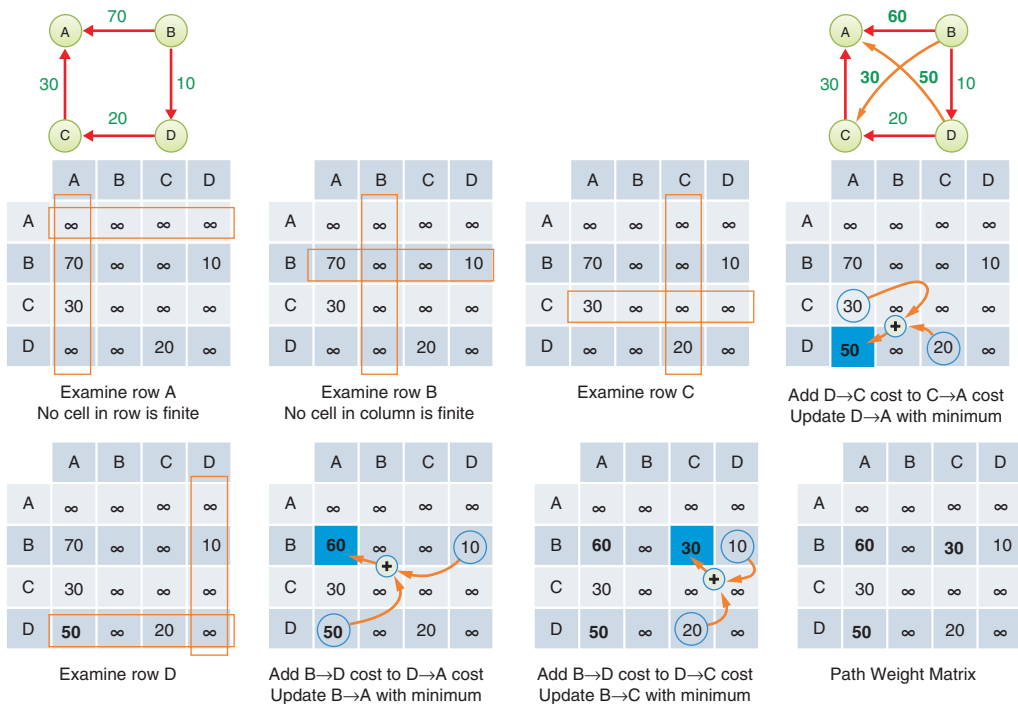 70
A B
30 10
20
C D
60
A B
30 30 50 10
20
C D
A B C D
A ∞ ∞ ∞ ∞
B 70 ∞ ∞ 10
C 30 ∞ ∞ ∞
D ∞ ∞ 20 ∞
Examine row A
No cell in row is finite
A B C D
A ∞ ∞ ∞ ∞
B 70 ∞ ∞ 10
C 30 ∞ ∞ ∞
D ∞ ∞ 20 ∞
Examine row B
No cell in column is finite
A B C D
A ∞ ∞ ∞ ∞
B 70 ∞ ∞ 10
C 30 ∞ ∞ ∞
D ∞ ∞ 20 ∞
Examine row C
A B C D
A ∞ ∞ ∞ ∞
B 70 ∞ ∞ 10
C 30 ∞ ∞ ∞
+
D 50 ∞ 20 ∞
Add D→C cost to C→A cost
Update D→A with minimum
A B C D
A ∞ ∞ ∞ ∞
B 70 ∞ ∞ 10
C 30 ∞ ∞ ∞
D 50 ∞ 20 ∞
Examine row D
A B C D
A ∞ ∞ ∞ ∞
B 60 ∞ ∞ 10
+
C 30 ∞ ∞ ∞
D 50 ∞ 20 ∞
Add B→D cost to D→A cost
Update B→A with minimum
A B C D
A ∞ ∞ ∞ ∞
B 60 ∞ 30 10
+
C 30 ∞ ∞ ∞
D 50 ∞ 20 ∞
Add B→D cost to D→C cost
Update B→C with minimum
A B C D
A ∞ ∞ ∞ ∞
B 60 ∞ 30 10
C 30 ∞ ∞ ∞
D 50 ∞ 20 ∞
Path Weight Matrix